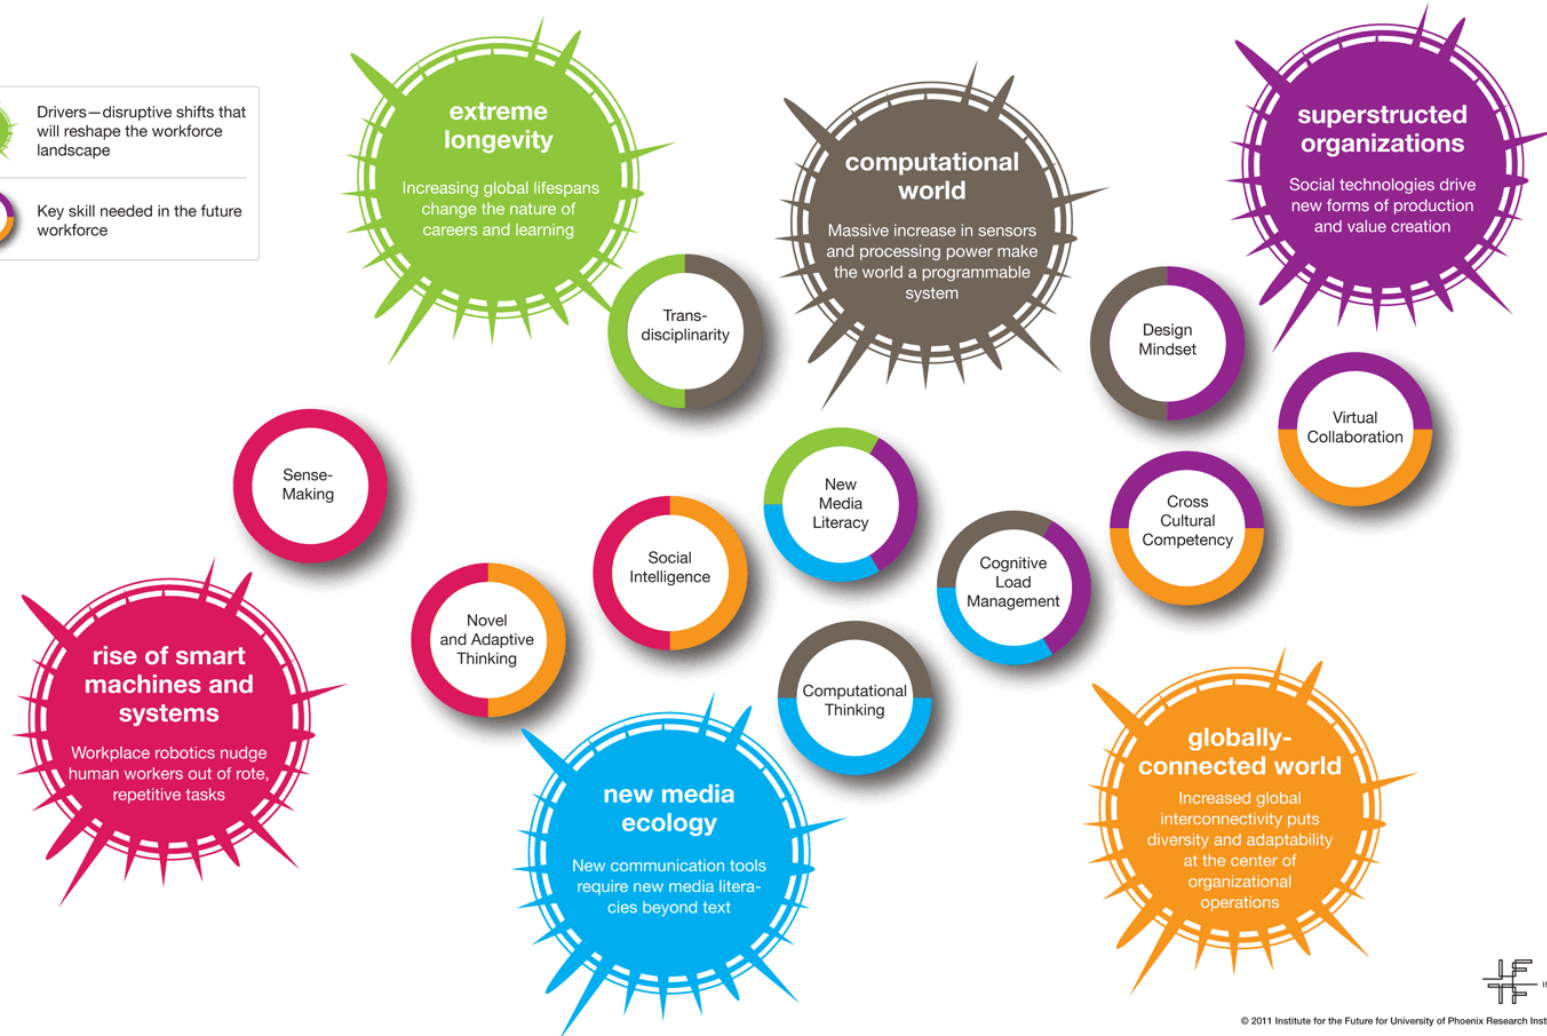 Drivers—disruptive shifts that
will reshape the workforce
landscape
Key skill needed in the future
workforce
extreme
longevity
Increasing global lifespans
change the nature of
careers and learning
computational
world
Massive increase in sensors
and processing power make
the world a programmable
system
superstructed
organizations
Social technologies drive
new forms of production
and value creation
Trans-
disciplinarity
Design
Mindset
Virtual
Collaboration
Sense-
Making
New
Media
Literacy
Cross
Cultural
Competency
Social
Intelligence
Cognitive
Load
Management
Novel
and Adaptive
Thinking
Computational
Thinking
rise of smart
machines and
systems
Workplace robotics nudge
human workers out of rote,
repetitive tasks
new media
ecology
New communication tools
require new media litera-
cies beyond text
globally-
connected world
Increased global
interconnectivity puts
diversity and adaptability
at the center of
organizational
operations
© 2011 Institute for the Future for University of Phoenix Research Inst